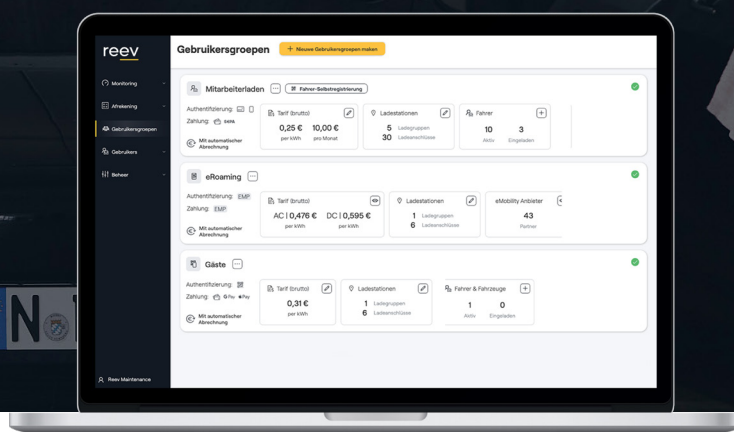 reev
Gebruikersgroepen
+ Nieuwe Gebruikersgroepen maken
Monitoring
Afrekening
Gebruikersgroepen
Gebruikers
Beheer
Reev Maintenance
Mitarbeiterladen
Fahrer-Selbstregistrierung
Authentifizierung:
Zahlung: SEPA
Mit automatischer
Abrechnung
Tarif (brutto)
0,25 € 10,00 €
per kWh pro Monat
Ladestationen
5 Ladegruppen
30 Ladeanschlüsse
Fahrer
10 3
Aktiv Eingeladen
eRoaming
Authentifizierung: EMP
Zahlung: EMP
Mit automatischer
Abrechnung
Tarif (brutto)
AC | 0,476 € DC | 0,595 €
per kWh per kWh
Ladestationen
1 Ladegruppen
6 Ladeanschlüsse
eMobility Anbieter
43
Partner
Gäste
Authentifizierung:
Zahlung: G Pay Pay
Mit automatischer
Abrechnung
Tarif (brutto)
0,31 €
per kWh
Ladestationen
1 Ladegruppen
6 Ladeanschlüsse
Fahrer & Fahrzeuge
1 0
Aktiv Eingeladen
N